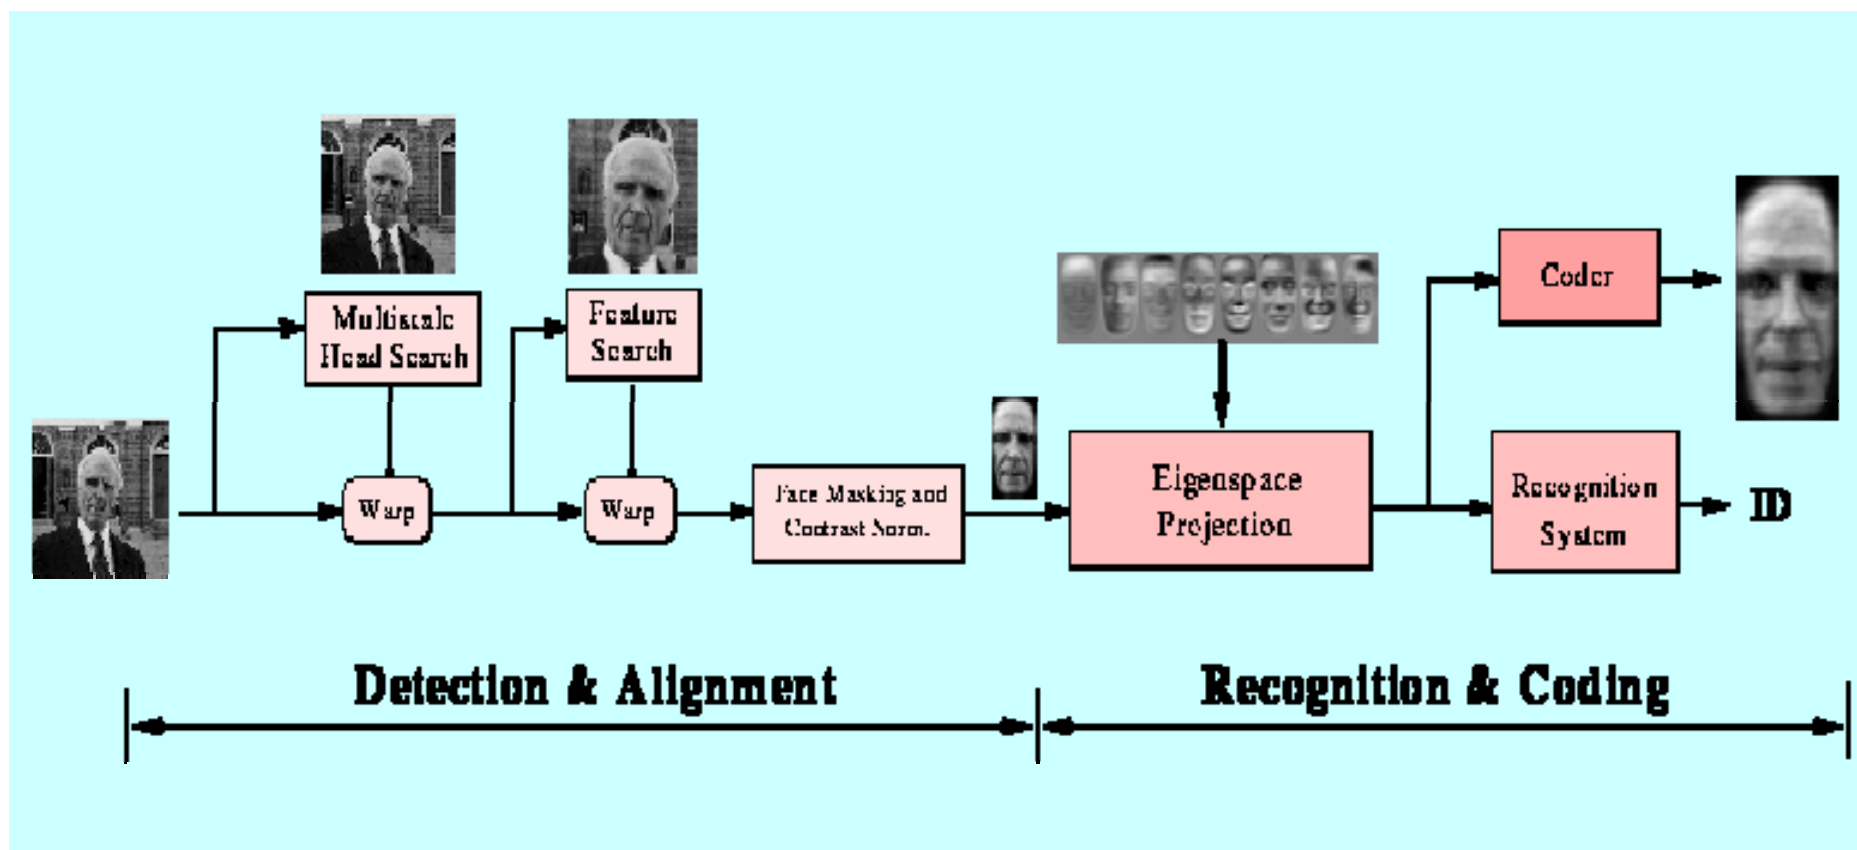 Multiscale
Head Search
Feature
Search
Coder
Warp
Warp
Face Masking and
Contrast Norm.
Eigenspace
Projection
Recognition
System
ID
Detection & Alignment
Recognition & Coding